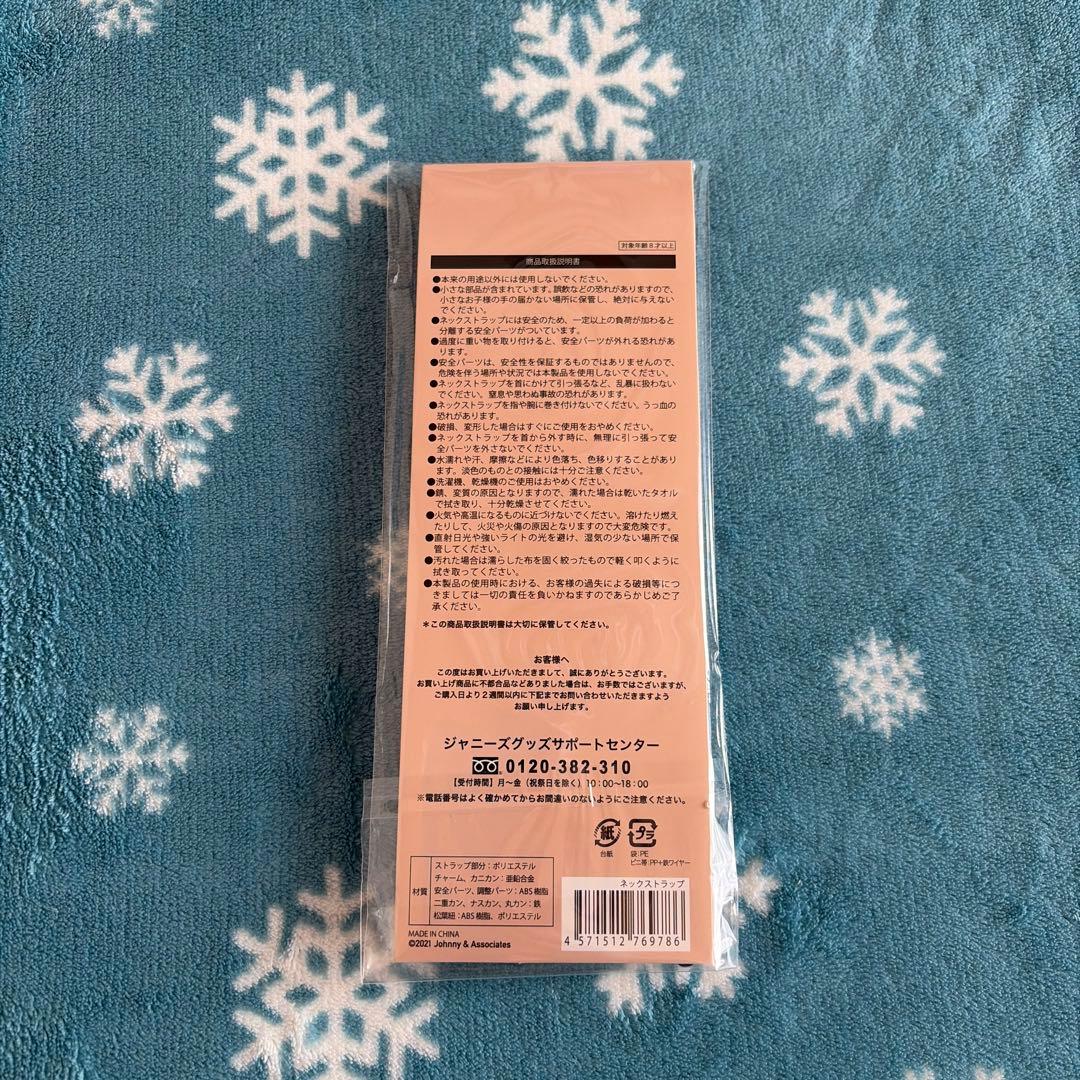 対象年齢8才以上
商品取扱説明書
●本来の用途以外には使用しないでください。
●小さな部品が含まれています。誤飲などの恐れがありますので、
小さなお子様の手の届かない場所に保管し、絶対に与えない
でください。
●ネックストラップには安全のため、一定以上の負荷が加わると
分離する安全パーツがついています。
●過度に重い物を取り付けると、安全パーツが外れる恐れがあ
ります。
●安全パーツは、安全性を保証するものではありませんので、
危険を伴う場所や状況では本製品を使用しないでください。
●ネックストラップを首にかけて引っ張るなど、乱暴に扱わない
でください。窒息や思わぬ事故の恐れがあります。
●ネックストラップを指や腕に巻き付けないでください。うっ血の
恐れがあります。
●破損、変形した場合はすぐにご使用をおやめください。
●ネックストラップを首から外す時に、無理に引っ張って安
全パーツを外さないでください。
●水濡れや汗、摩擦などにより色落ち、色移りすることがあり
ます。淡色のものとの接触には十分ご注意ください。
●洗濯機、乾燥機のご使用はおやめください。
●錆、変質の原因となりますので、濡れた場合は乾いたタオル
で拭き取り、十分乾燥させてください。
●火気や高温になるものに近づけないでください。溶けたり燃え
たりして、火災や火傷の原因となりますので大変危険です。
●直射日光や強いライトの光を避け、湿気の少ない場所で保
管してください。
●汚れた場合は濡らした布を固く絞ったもので軽く叩くように
拭き取ってください。
●本製品の使用時における、お客様の過失による破損等につ
きましては一切の責任を負いかねますのであらかじめご了
承ください。
＊この商品取扱説明書は大切に保管してください。
お客様へ
この度はお買い上げいただきまして、誠にありがとうございます。
お買い上げ商品に不都合品などありました場合は、お手数ではございますが、
ご購入日より2週間以内に下記までお問い合わせいただきますよう
お願い申し上げます。
ジャニーズグッズサポートセンター
0120-382-310
【受付時間】月〜金（祝祭日を除く）10：00〜18：00
※電話番号はよく確かめてからお間違いのないようにご注意ください。
紙
台紙
プラ
袋：PE
ビニ帯：PP+鉄ワイヤー
材質
ストラップ部分：ポリエステル
チャーム、カニカン：亜鉛合金
安全パーツ、調整パーツ：ABS樹脂
二重カン、ナスカン、丸カン：鉄
松葉紐：ABS樹脂、ポリエステル
MADE IN CHINA
©2021 Johnny & Associates
ネックストラップ
4 571512 769786